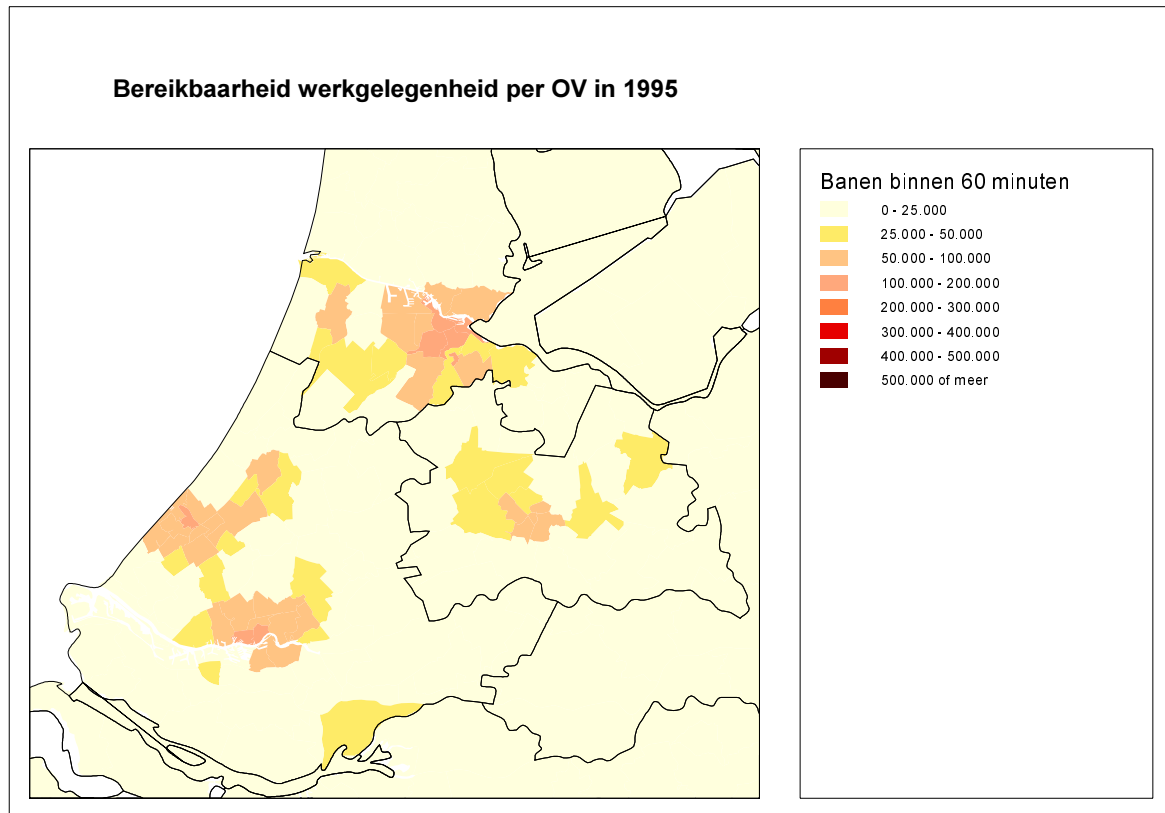 Bereikbaarheid werkgelegenheid per OV in 1995
Banen binnen 60 minuten
0 - 25.000
25.000 - 50.000
50.000 - 100.000
100.000 - 200.000
200.000 - 300.000
300.000 - 400.000
400.000 - 500.000
500.000 of meer